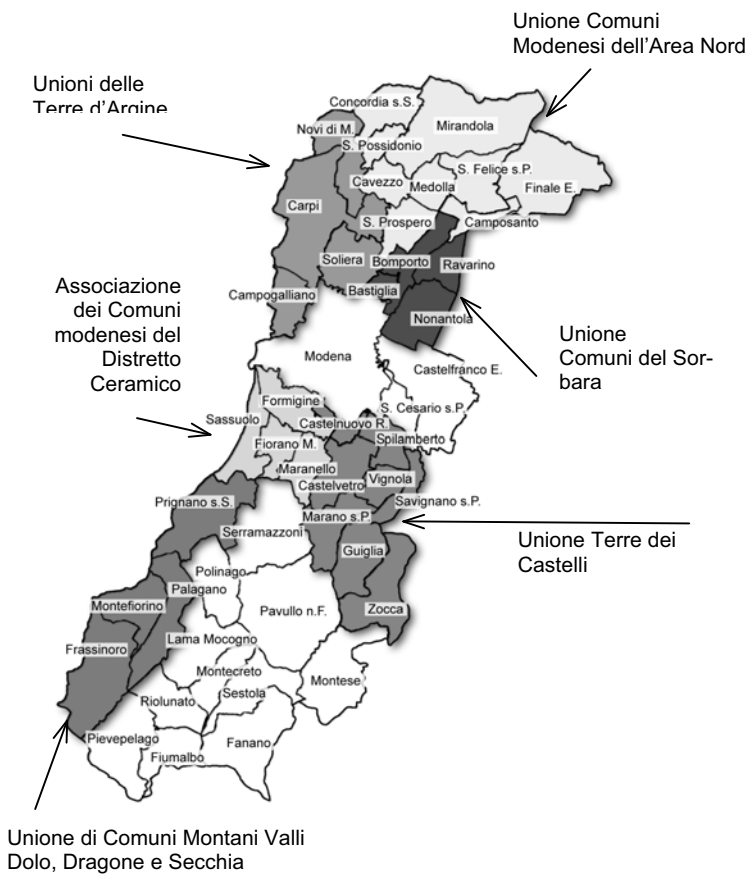 Unione Comuni
Modenesi dell'Area Nord
Unioni delle
Terre d'Argine
Concordia s.S.
Mirandola
Novi di M.
S. Possidonio
S. Felice s.P.
Cavezzo
Medolla
Finale E.
Carpi
S. Prospero
Camposanto
Soliera
Bomporto
Ravarino
Campogalliano
Bastiglia
Nonantola
Associazione
dei Comuni
modenesi del
Distretto
Ceramico
Unione
Comuni del Sor-
bara
Modena
Castelfranco E.
Formigine
S. Cesario s.P.
Sassuolo
Castelnuovo R.
Fiorano M.
Spilamberto
Maranello
Castelvetro
Vignola
Prignano s.S.
Savignano s.P.
Marano s.P.
Serramazzoni
Unione Terre dei
Castelli
Guiglia
Polinago
Palagano
Montefiorino
Pavullo n.F.
Zocca
Frassinoro
Lama Mocogno
Montecreto
Montese
Sestola
Riolunato
Pievepelago
Fanano
Fiumalbo
Unione di Comuni Montani Valli
Dolo, Dragone e Secchia